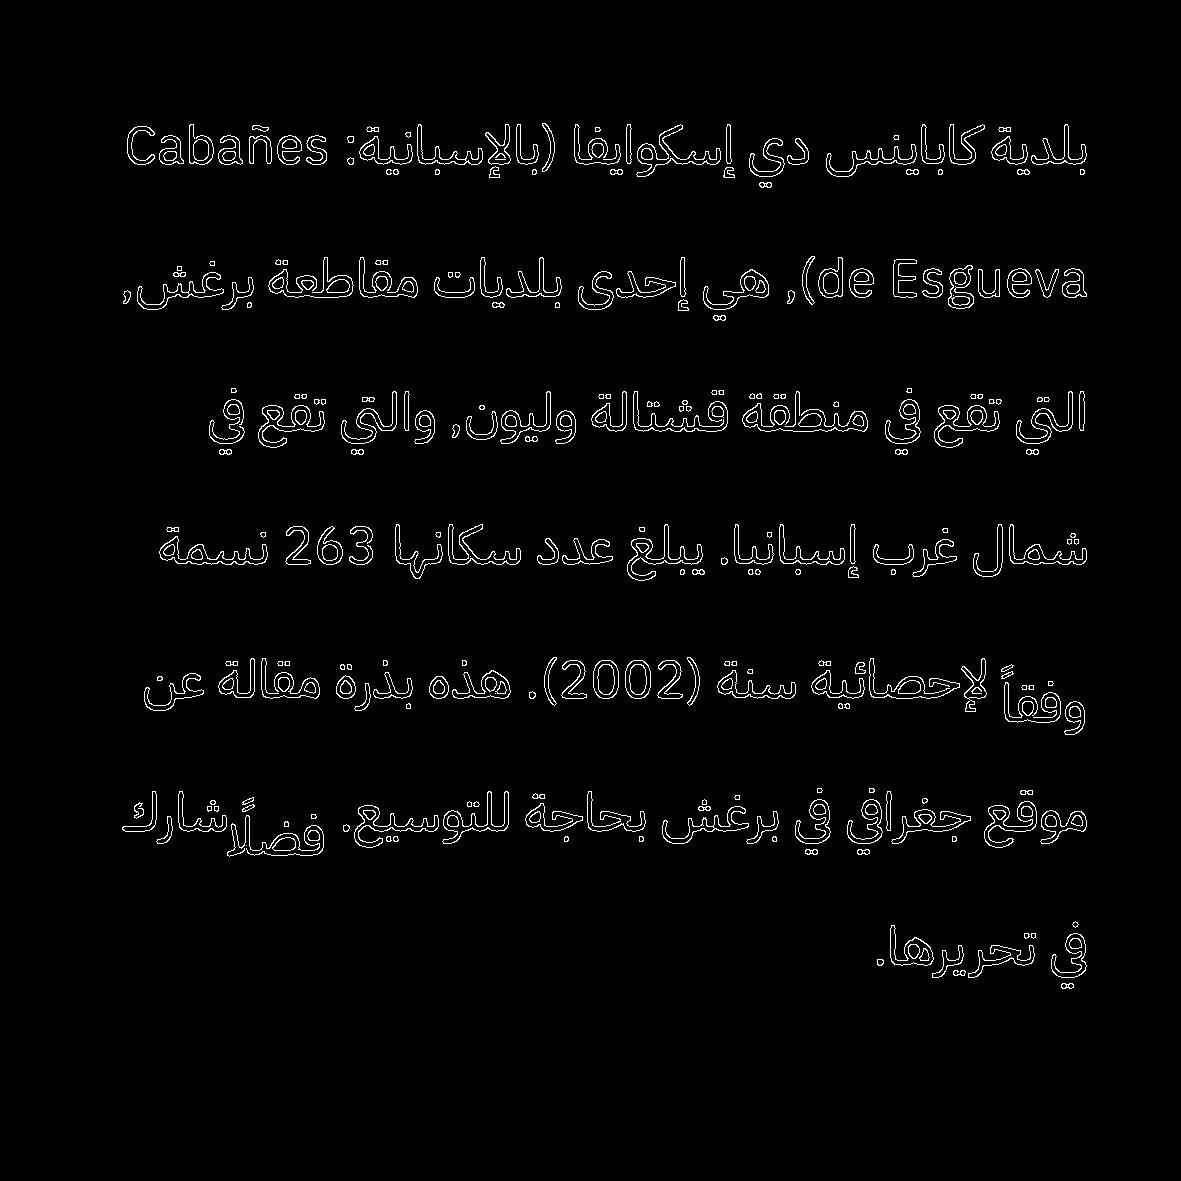 بلدية كاباينس دي إسكوايفا (بالإسبانية: Cabañes
de Esgueva), هي إحدى بلديات مقاطعة برغش,
التي تقع في منطقة قشتالة وليون, والتي تقع في
شمال غرب إسبانيا. يبلغ عدد سكانها 263 نسمة
وفقاً لإحصائية سنة (2002). هذه بذرة مقالة عن
موقع جغرافي في برغش بحاجة للتوسيع. فضلًا شارك
في تحريرها.